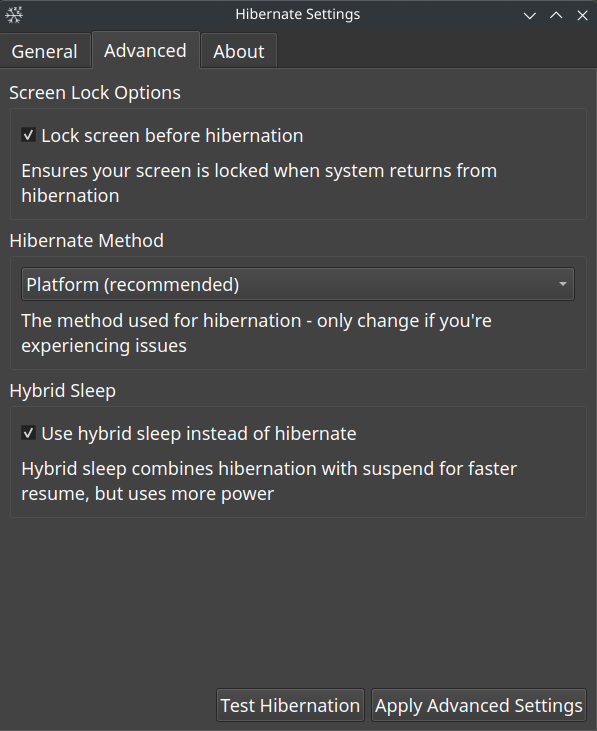 Hibernate Settings
General
Advanced
About
Screen Lock Options
Lock screen before hibernation
Ensures your screen is locked when system returns from
hibernation
Hibernate Method
Platform (recommended)
The method used for hibernation - only change if you're
experiencing issues
Hybrid Sleep
Use hybrid sleep instead of hibernate
Hybrid sleep combines hibernation with suspend for faster
resume, but uses more power
Test Hibernation
Apply Advanced Settings